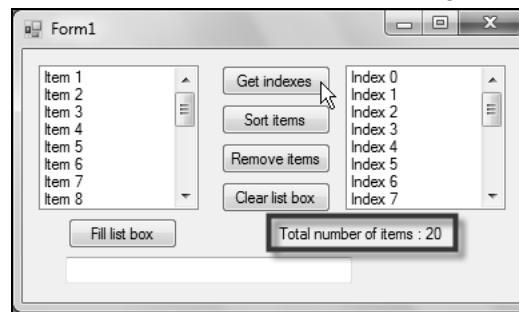 Form1
Item 1
Item 2
Item 3
Item 4
Item 5
Item 6
Item 7
Item 8
Get indexes
Sort items
Remove items
Clear list box
Index 0
Index 1
Index 2
Index 3
Index 4
Index 5
Index 6
Index 7
Fill list box
Total number of items : 20